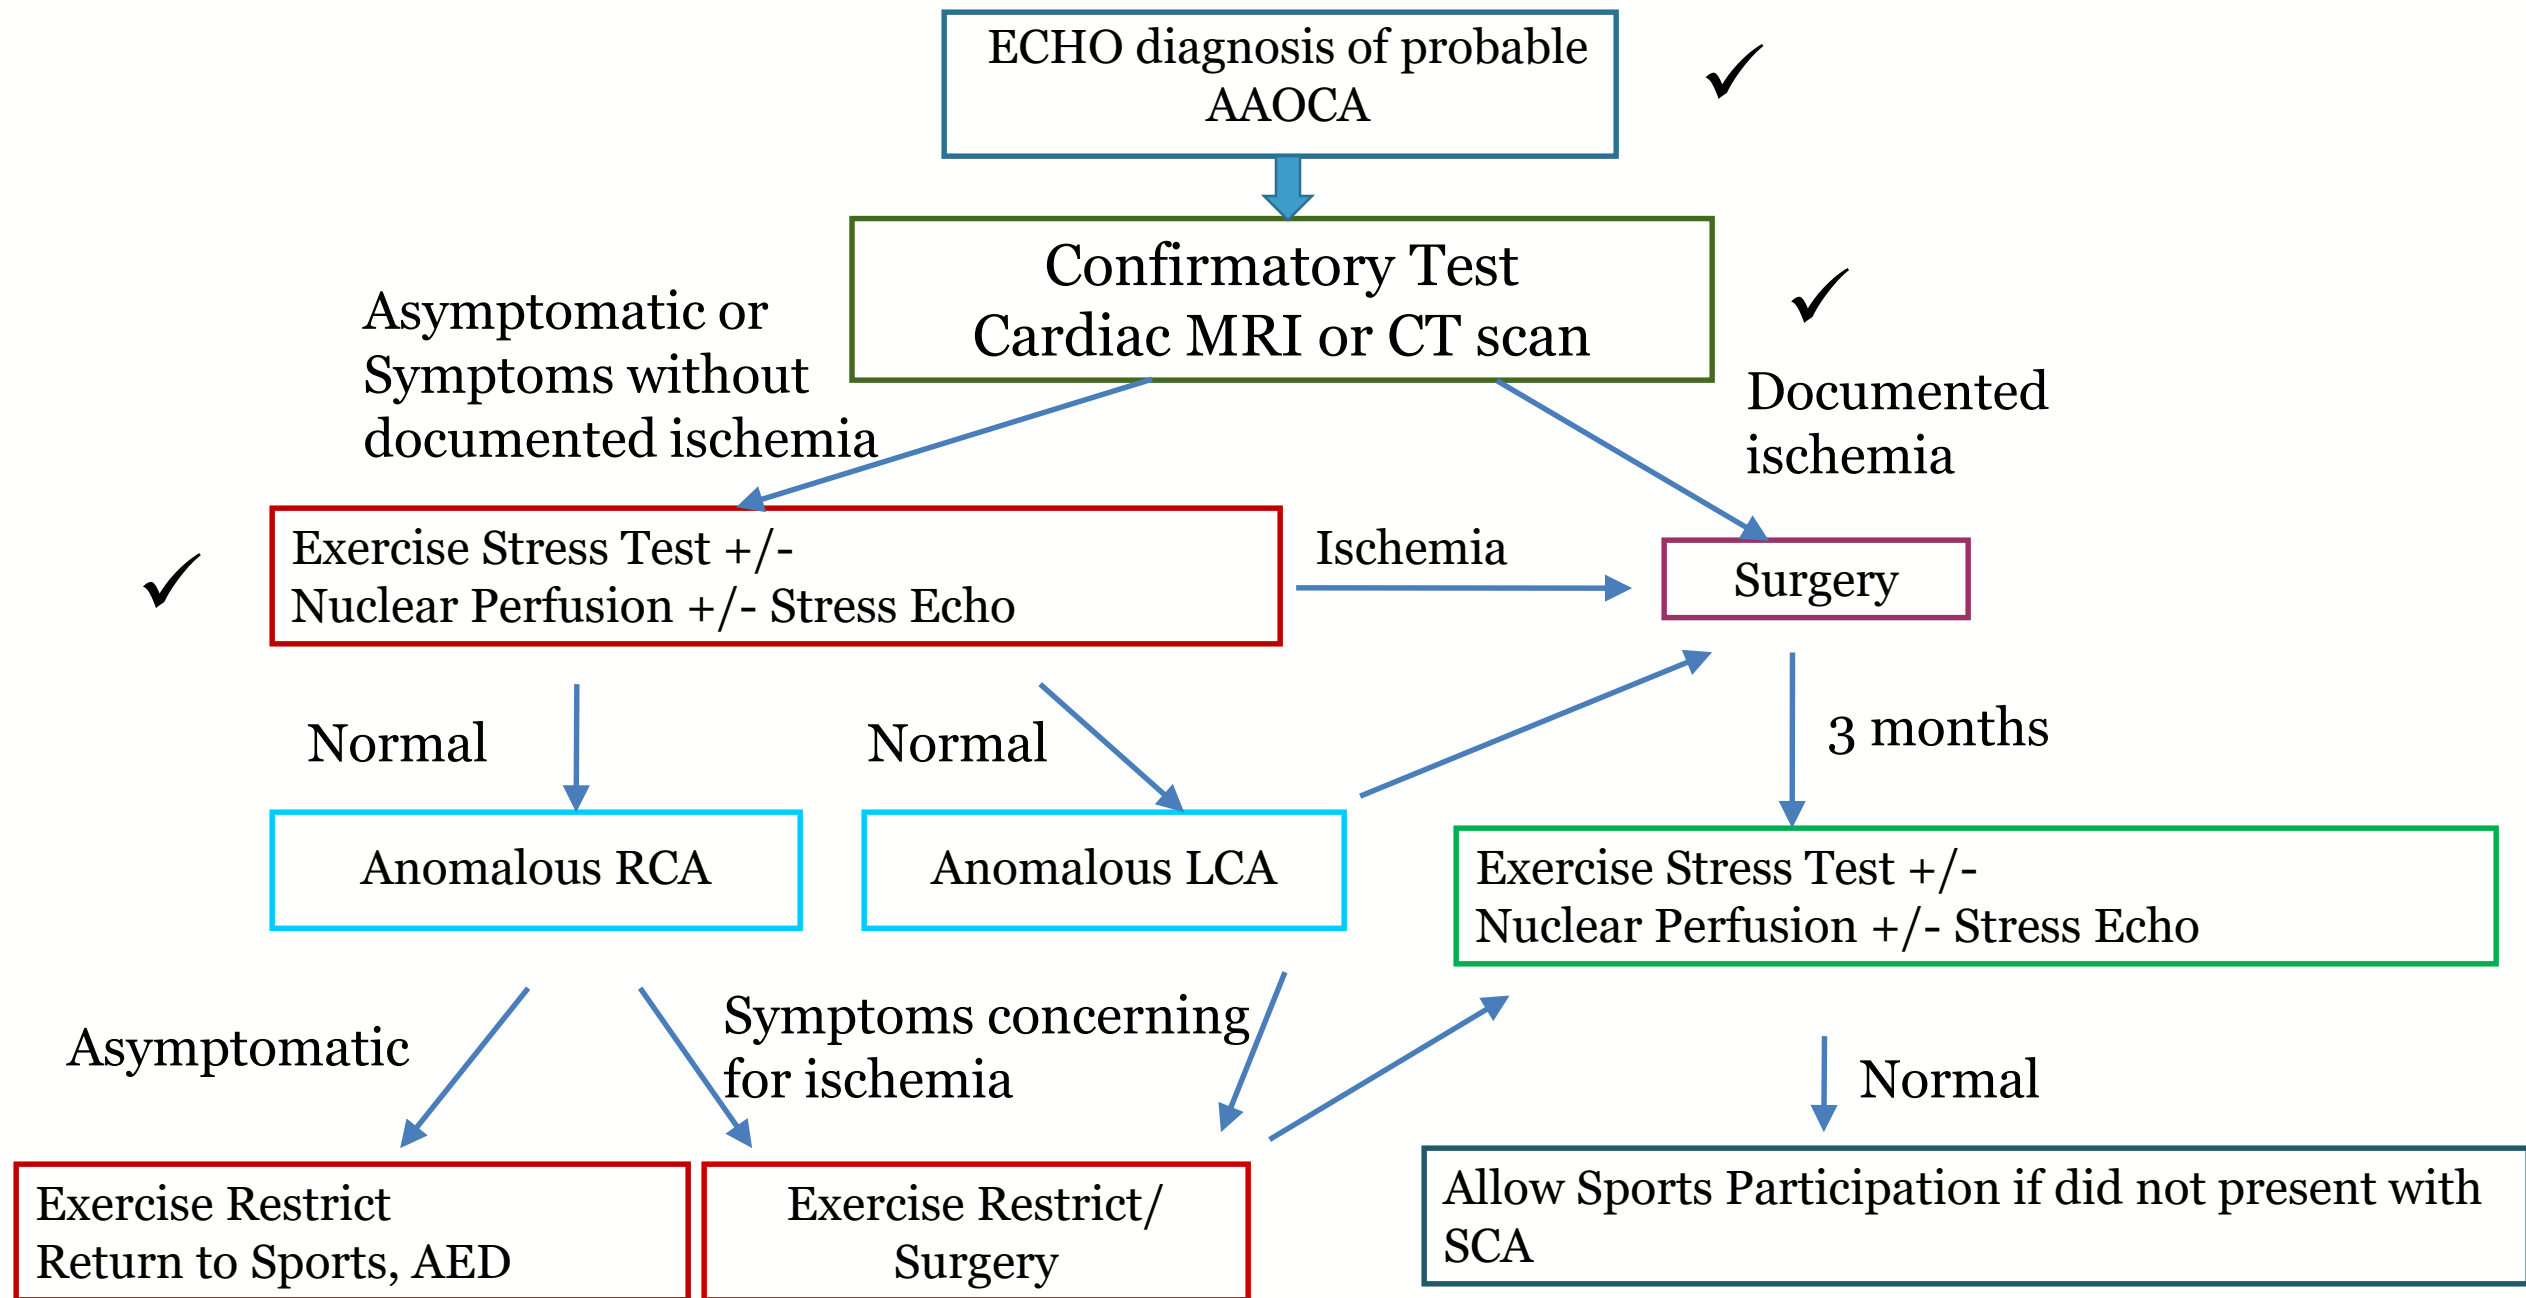 ECHO diagnosis of probable
AAOCA
Confirmatory Test
Cardiac MRI or CT scan
Asymptomatic or
Symptoms without
documented ischemia
Documented
ischemia
Exercise Stress Test +/-
Nuclear Perfusion +/- Stress Echo
Ischemia
Surgery
Normal
Normal
3 months
Anomalous RCA
Anomalous LCA
Exercise Stress Test +/-
Nuclear Perfusion +/- Stress Echo
Asymptomatic
Symptoms concerning
for ischemia
Normal
Exercise Restrict
Return to Sports, AED
Exercise Restrict/
Surgery
Allow Sports Participation if did not present with
SCA